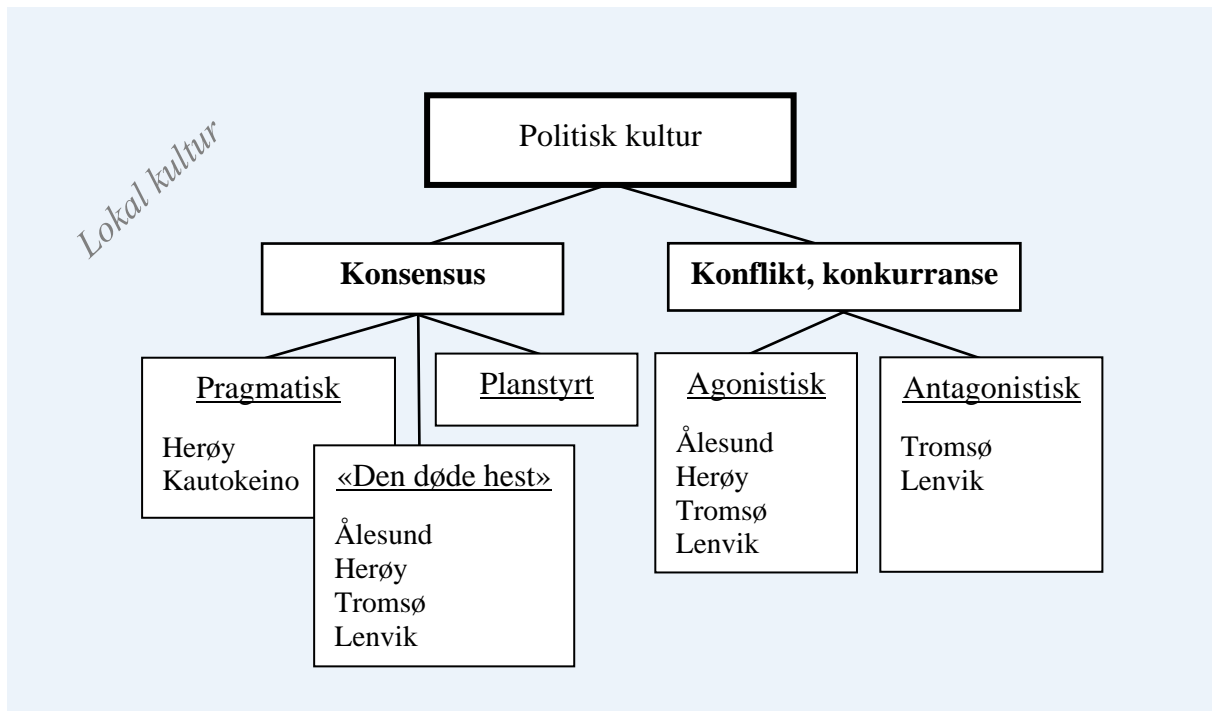 Lokal kultur
Politisk kultur
Konsensus
Konflikt, konkurranse
Pragmatisk
Herøy
Kautokeino
«Den døde hest»
Ålesund
Herøy
Tromsø
Lenvik
Planstyrt
Agonistisk
Ålesund
Herøy
Tromsø
Lenvik
Antagonistisk
Tromsø
Lenvik